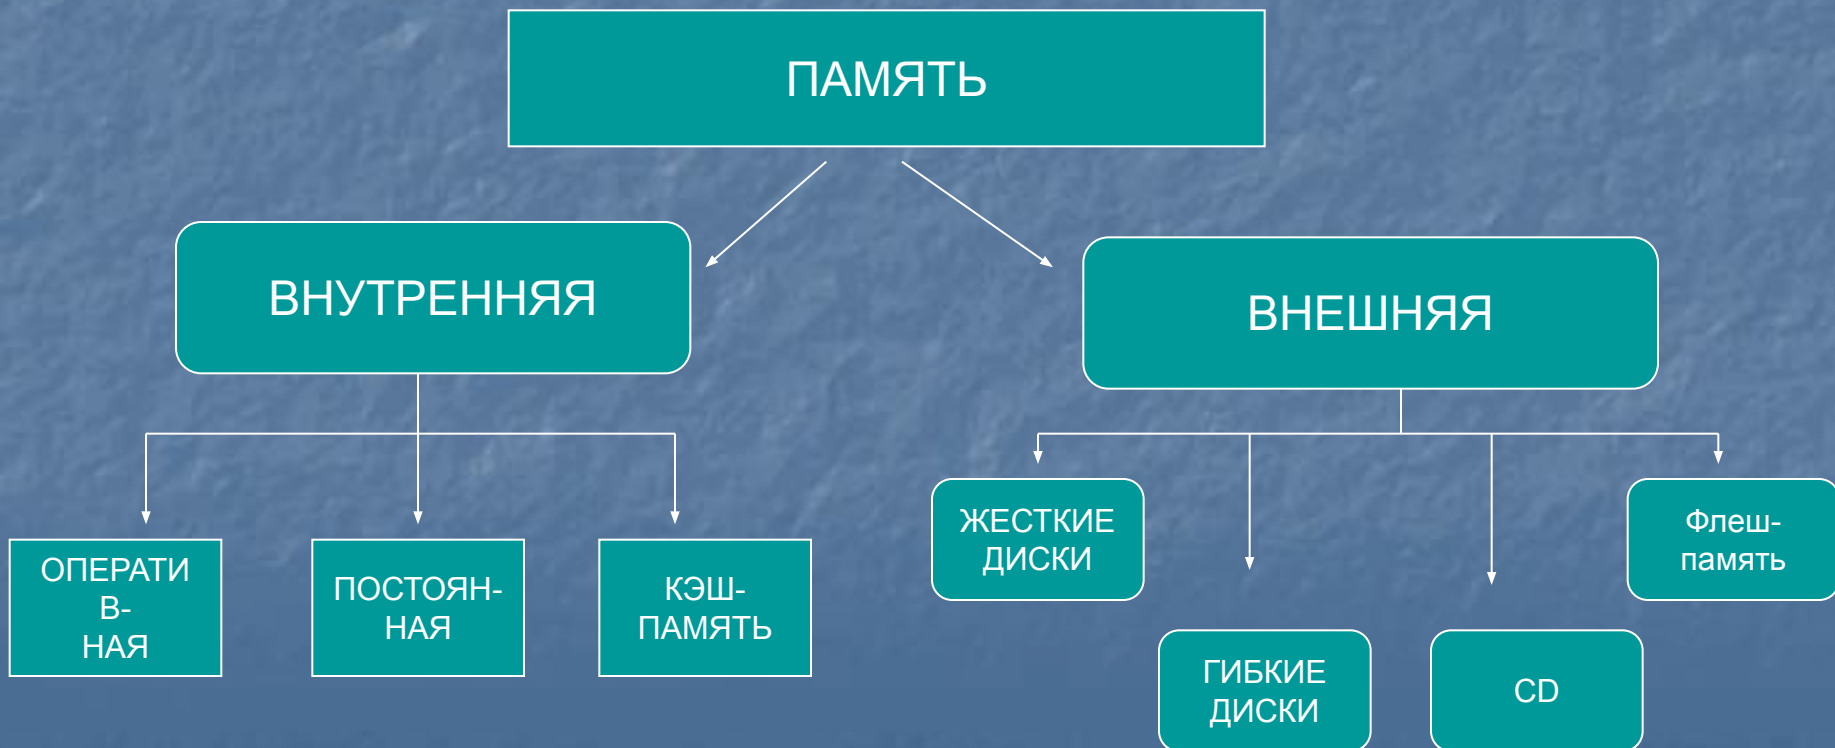 ПАМЯТЬ
ВНУТРЕННЯЯ
ВНЕШНЯЯ
ОПЕРАТИ
В-
НАЯ
ПОСТОЯН-
НАЯ
КЭШ-
ПАМЯТЬ
ЖЕСТКИЕ
ДИСКИ
ГИБКИЕ
ДИСКИ
CD
Флеш-
память